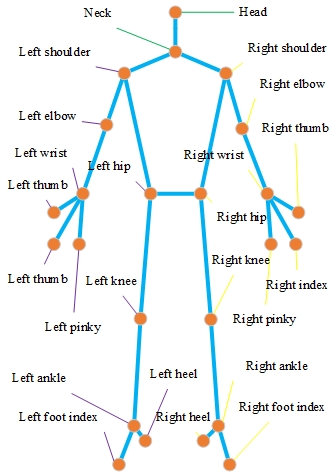 Neck
Head
Left shoulder
Right shoulder
Right elbow
Left elbow
Right thumb
Left wrist
Left hip
Right wrist
Left thumb
Right hip
Right knee
Left thumb
Left knee
Right index
Left pinky
Right pinky
Left ankle
Left heel
Right ankle
Left foot index
Right heel
Right foot index